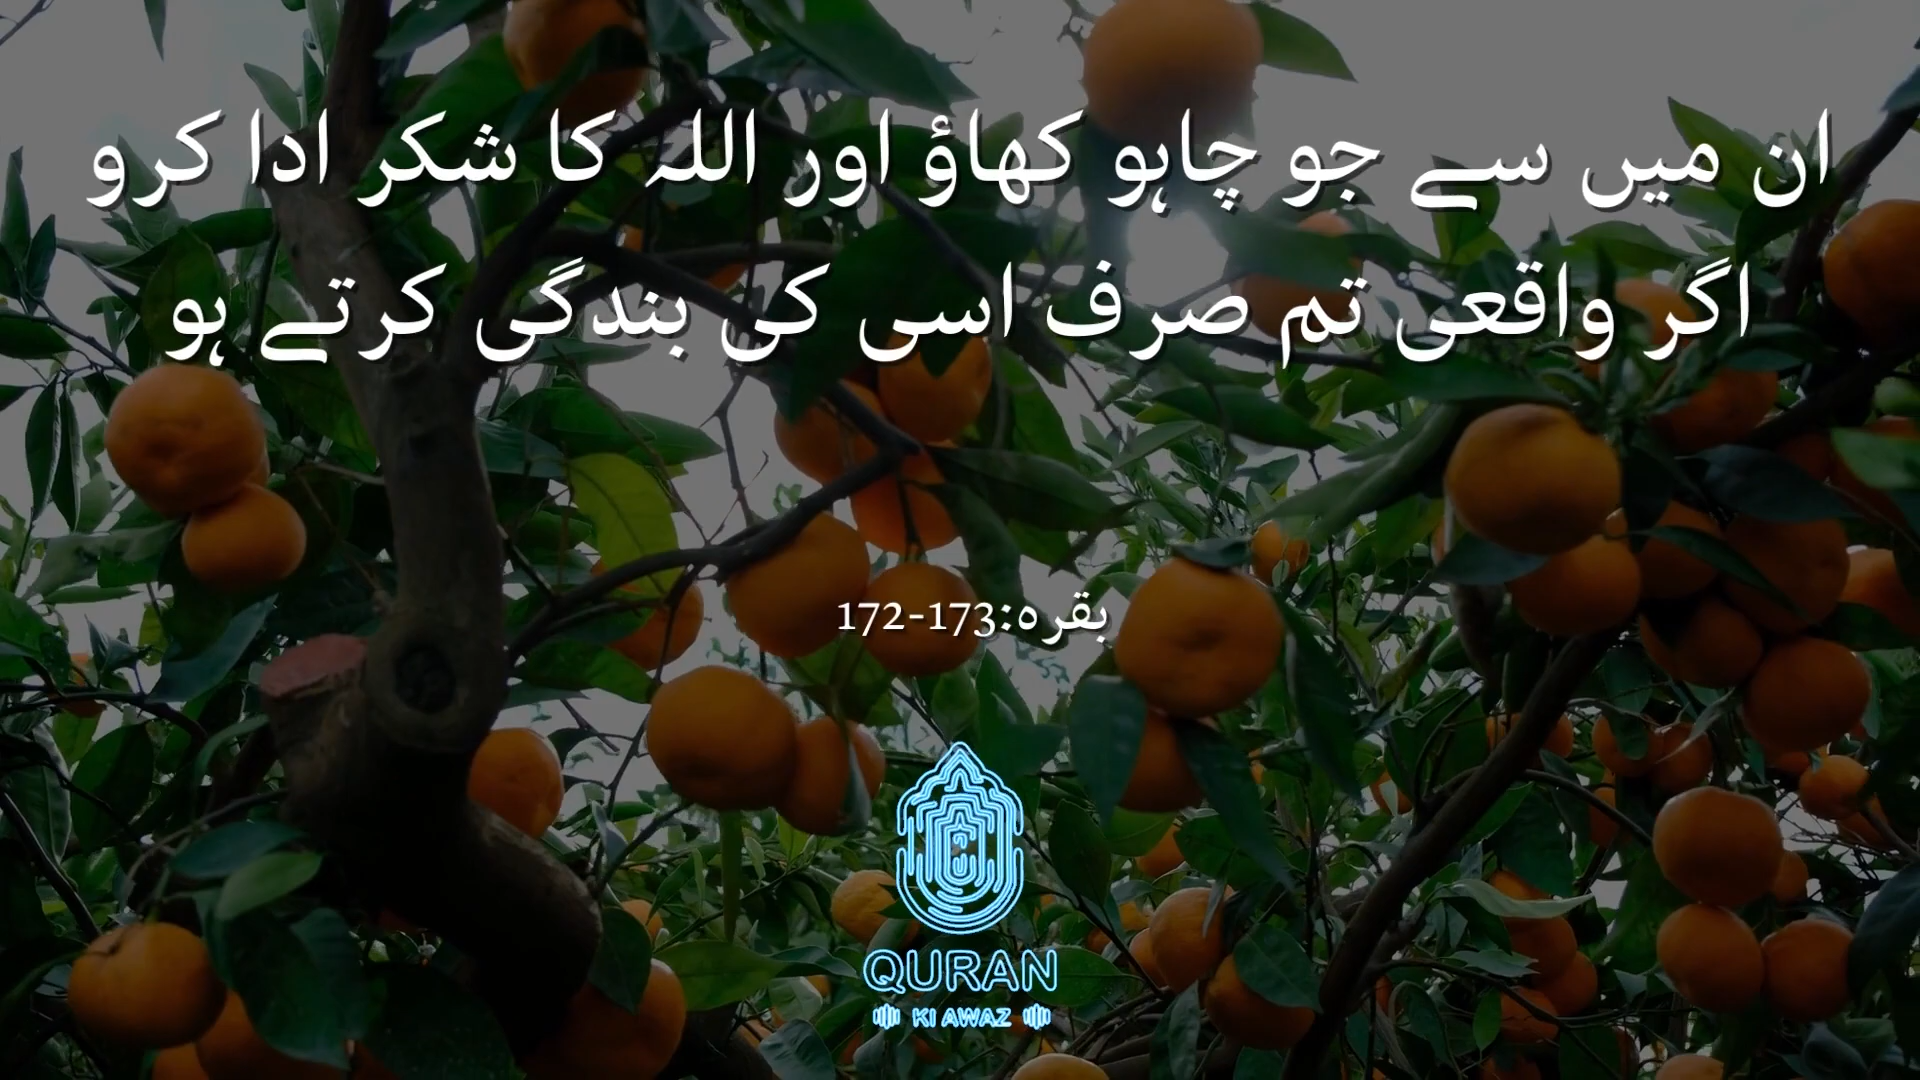 ان میں سے جو چاہو کھاؤ اور اللہ کا شکر ادا کرو
اگر واقعی تم صرف اسی کی بندگی کرتے ہو
بقرہ:173-172
QURAN
KI AWAZ